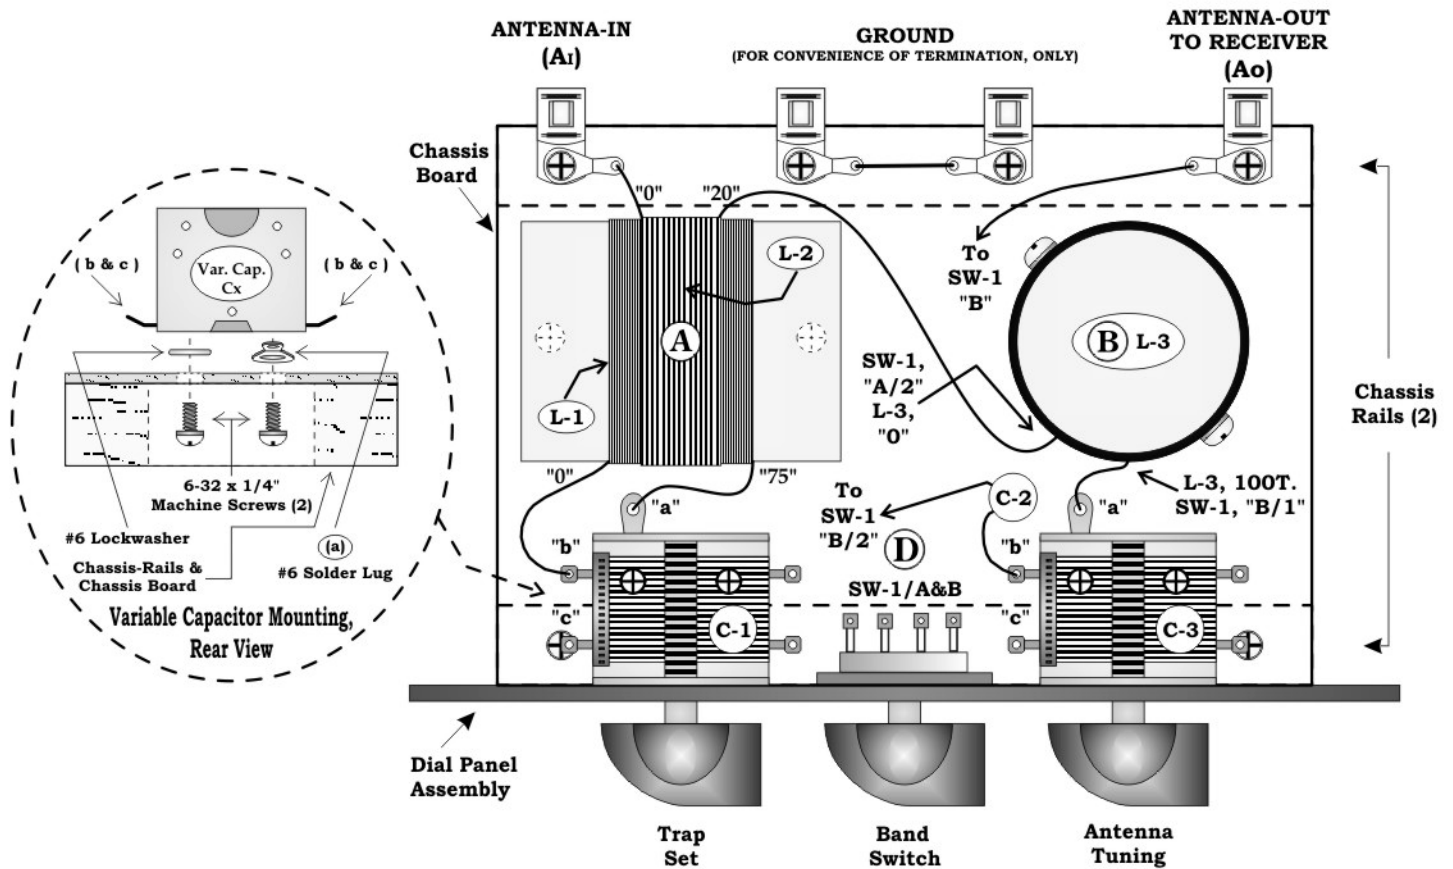 ANTENNA-IN
(AI)
GROUND
(FOR CONVENIENCE OF TERMINATION, ONLY)
ANTENNA-OUT
TO RECEIVER
(Ao)
Chassis
Board
"0"
"20"
L-2
A
L-1
To
SW-1
"B"
B L-3
SW-1,
"A/2"
L-3,
"0"
Chassis
Rails (2)
( b & c )
( b & c )
Var. Cap.
Cx
6-32 x 1/4"
Machine Screws (2)
#6 Lockwasher
(a)
#6 Solder Lug
Chassis-Rails &
Chassis Board
Variable Capacitor Mounting,
Rear View
"0"
"75"
"a"
"b"
"c"
C-1
To
SW-1
"B/2"
C-2
D
SW-1/A&B
L-3, 100T.
SW-1, "B/1"
"a"
"b"
"c"
C-3
Dial Panel
Assembly
Trap
Set
Band
Switch
Antenna
Tuning